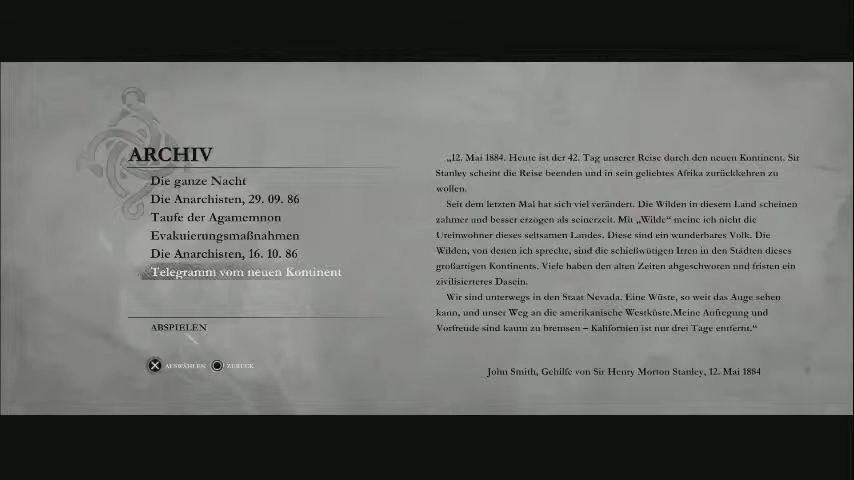 ARCHIV
Die ganze Nacht
Die Anarchisten, 29. 09. 86
Taufe der Agamemnon
Evakuierungsmaßnahmen
Die Anarchisten, 16. 10. 86
Telegramm vom neuen Kontinent
ABSPIELEN
AUSWÄHLEN ZURÜCK
„12. Mai 1884. Heute ist der 42. Tag unserer Reise durch den neuen Kontinent. Sir
Stanley scheint die Reise beenden und in sein geliebtes Afrika zurückkehren zu
wollen.
Seit dem letzten Mal hat sich viel verändert. Die Wilden in diesem Land scheinen
zahmer und besser erzogen als seinerzeit. Mit „Wilde“ meine ich nicht die
Ureinwohner dieses seltsamen Landes. Diese sind ein wunderbares Volk. Die
Wilden, von denen ich spreche, sind die schießwütigen Irren in den Städten dieses
großartigen Kontinents. Viele haben den alten Zeiten abgeschworen und fristen ein
zivilisierteres Dasein.
Wir sind unterwegs in den Staat Nevada. Eine Wüste, so weit das Auge sehen
kann, und unser Weg an die amerikanische Westküste.Meine Aufregung und
Vorfreude sind kaum zu bremsen – Kalifornien ist nur drei Tage entfernt.“
John Smith, Gehilfe von Sir Henry Morton Stanley, 12. Mai 1884